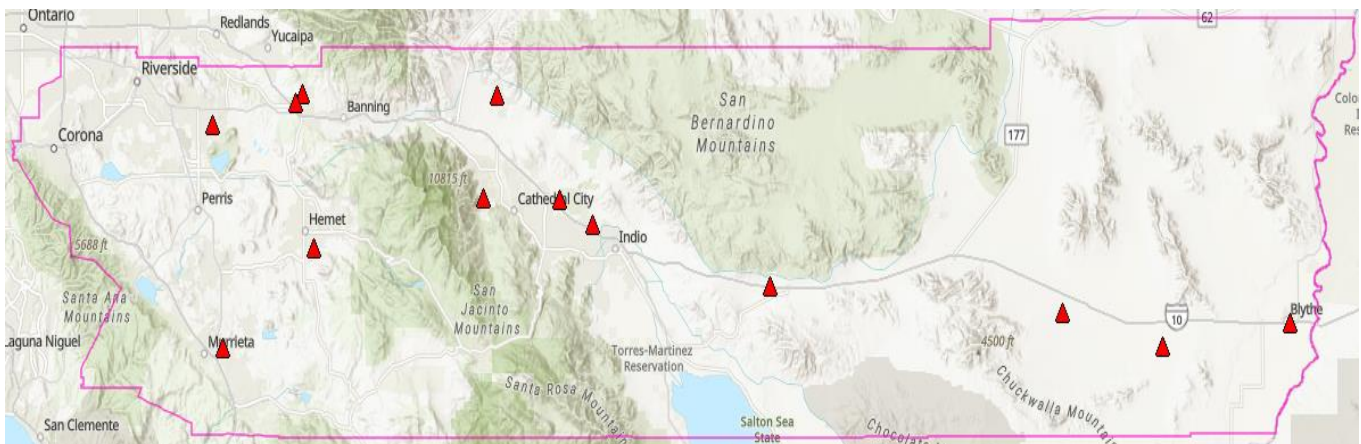 Ontario
Redlands
Yucaipa
62
Riverside
San
Bernardino
Mountains
Banning
177
Corona
10815 ft
Cathedral City
Perris
Hemet
Indio
5688 ft
Santa Ana
Mountains
San
Jacinto
Mountains
10
Blythe
Laguna Niguel
Murrieta
4500 ft
Torres-Martinez
Reservation
Santa Rosa
Chuckwalla
San Clemente
Salton Sea
State